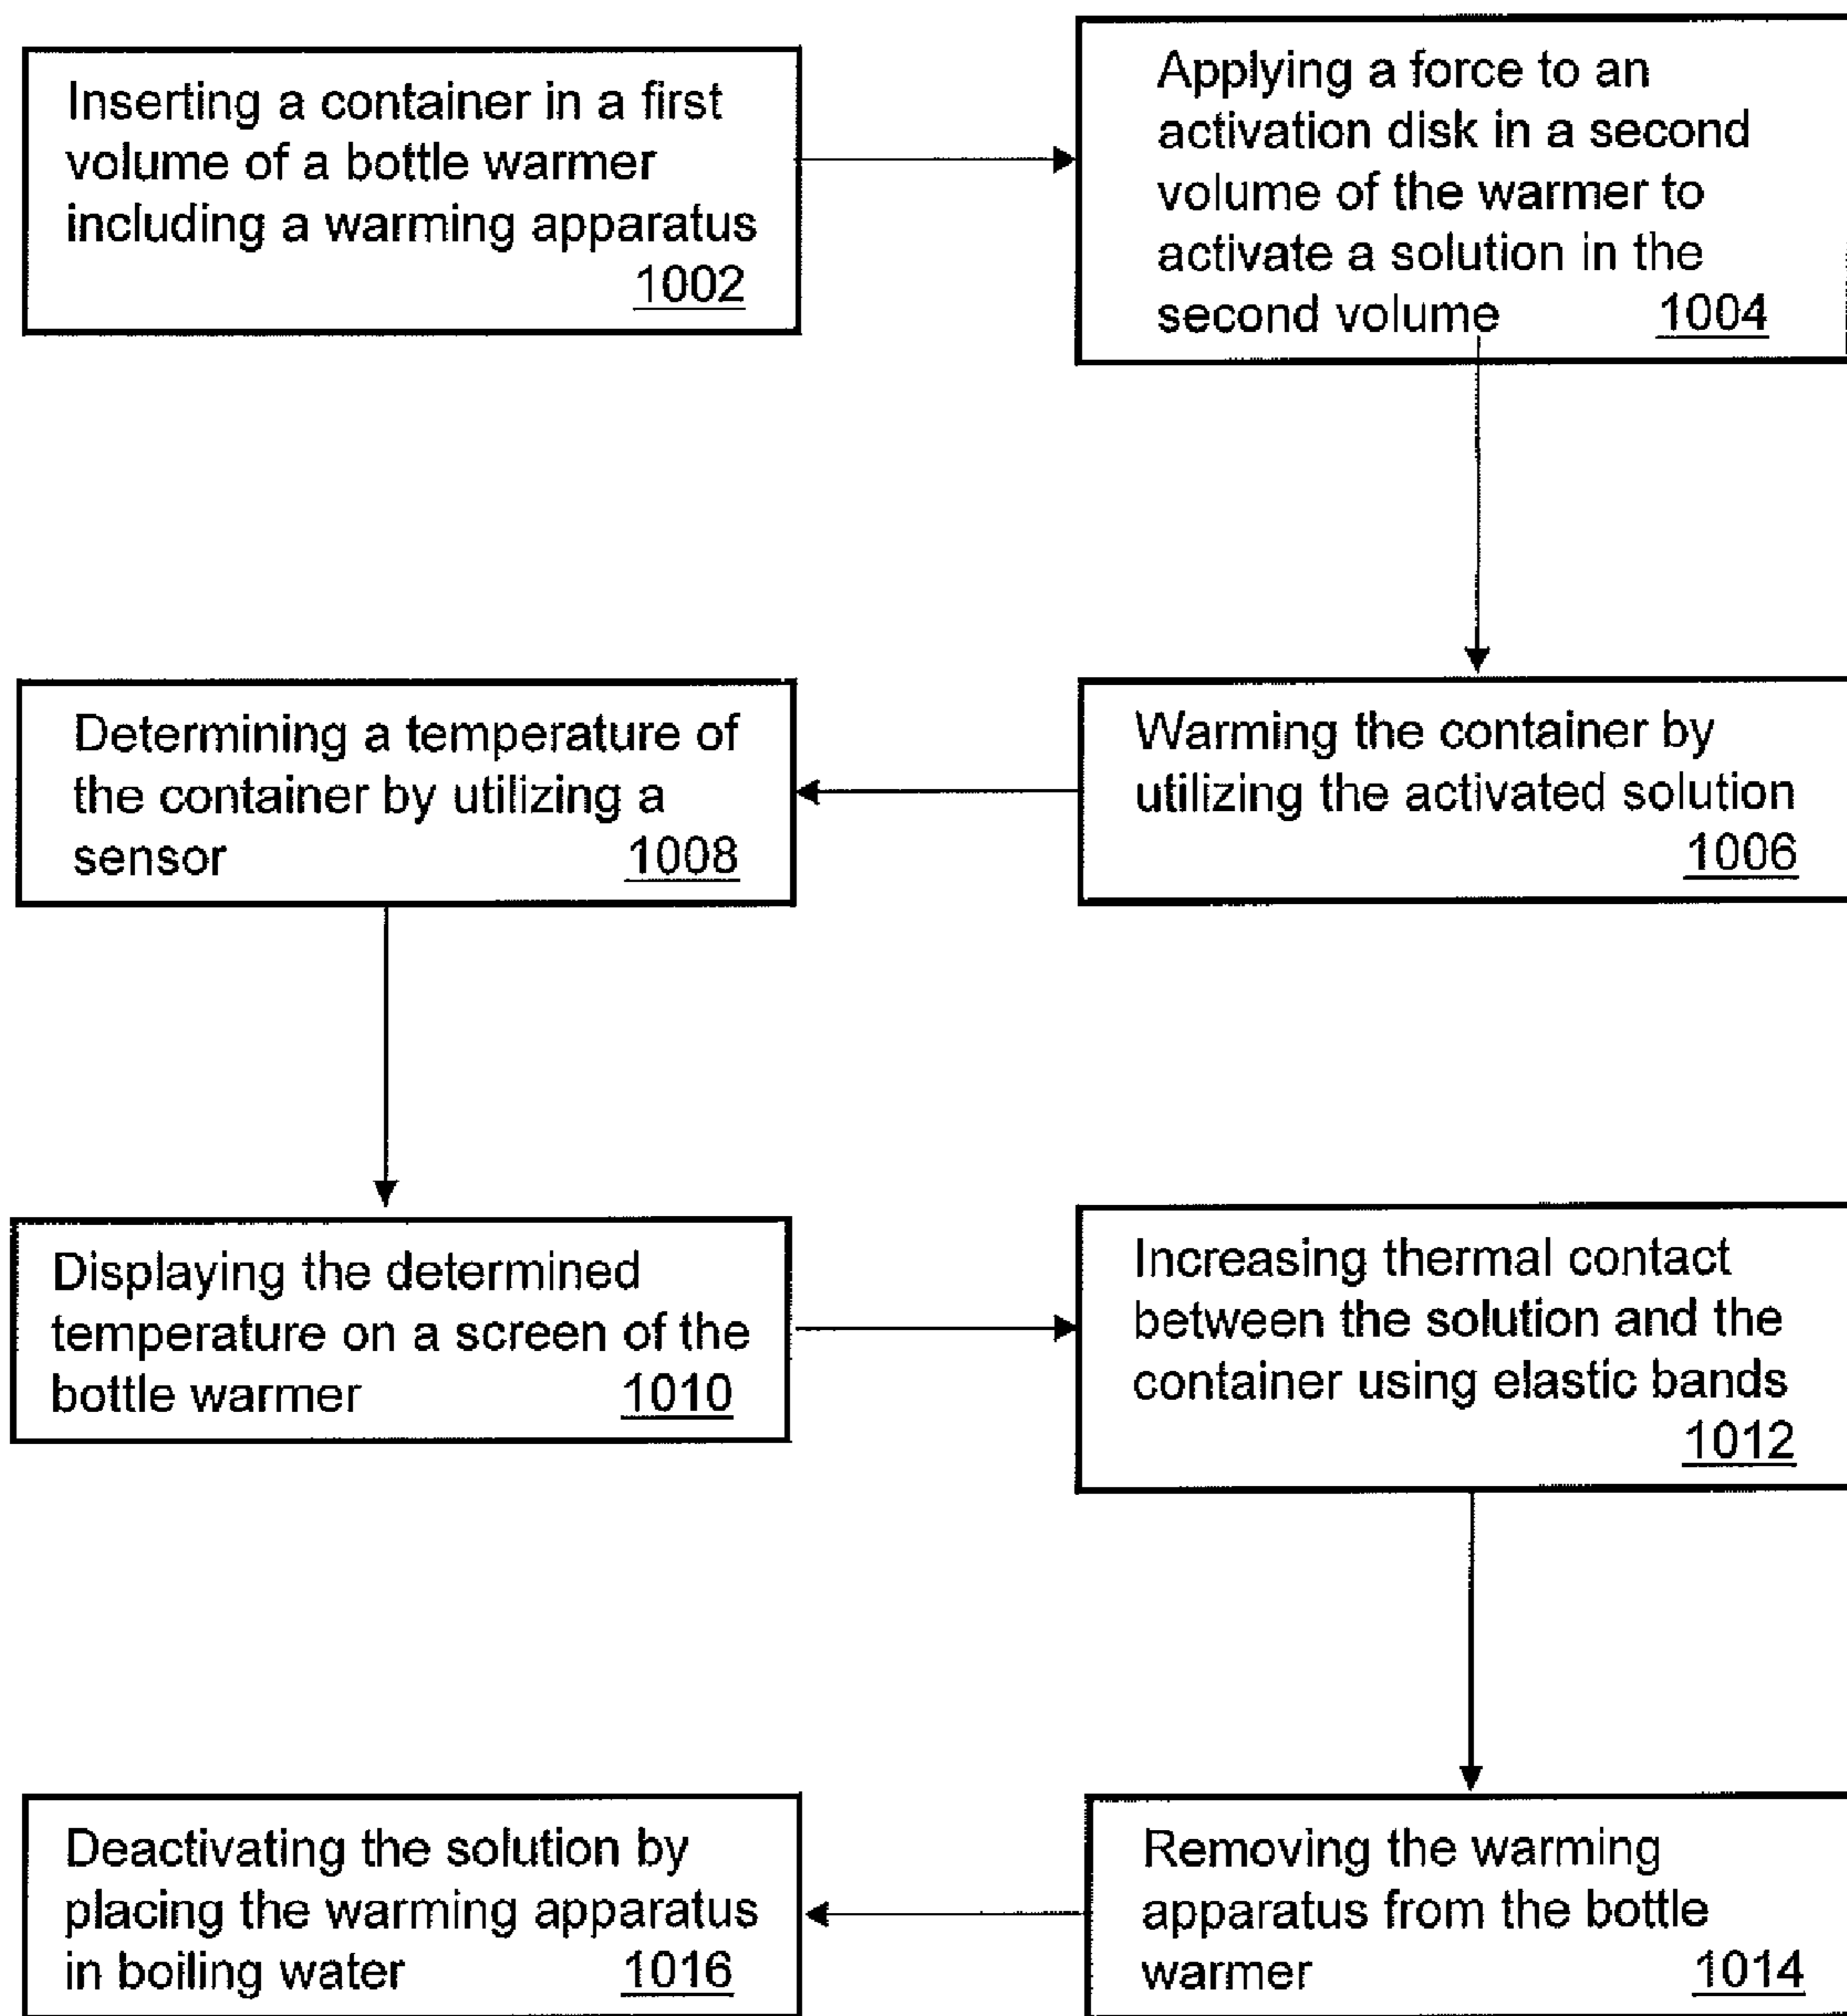 Inserting a container in a first
volume of a bottle warmer
including a warming apparatus
1002
Applying a force to an
activation disk in a second
volume of the warmer to
activate a solution in the
second volume 1004
Warming the container by
utilizing the activated solution
1006
Determining a temperature of
the container by utilizing a
sensor 1008
Displaying the determined
temperature on a screen of the
bottle warmer 1010
Increasing thermal contact
between the solution and the
container using elastic bands
1012
Removing the warming
apparatus from the bottle
warmer 1014
Deactivating the solution by
placing the warming apparatus
in boiling water 1016